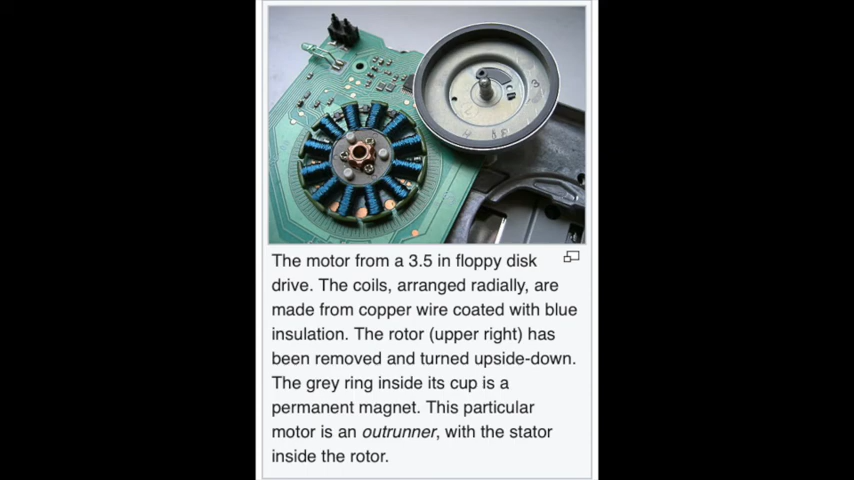 The motor from a 3.5 in floppy disk
drive. The coils, arranged radially, are
made from copper wire coated with blue
insulation. The rotor (upper right) has
been removed and turned upside-down.
The grey ring inside its cup is a
permanent magnet. This particular
motor is an outrunner, with the stator
inside the rotor.